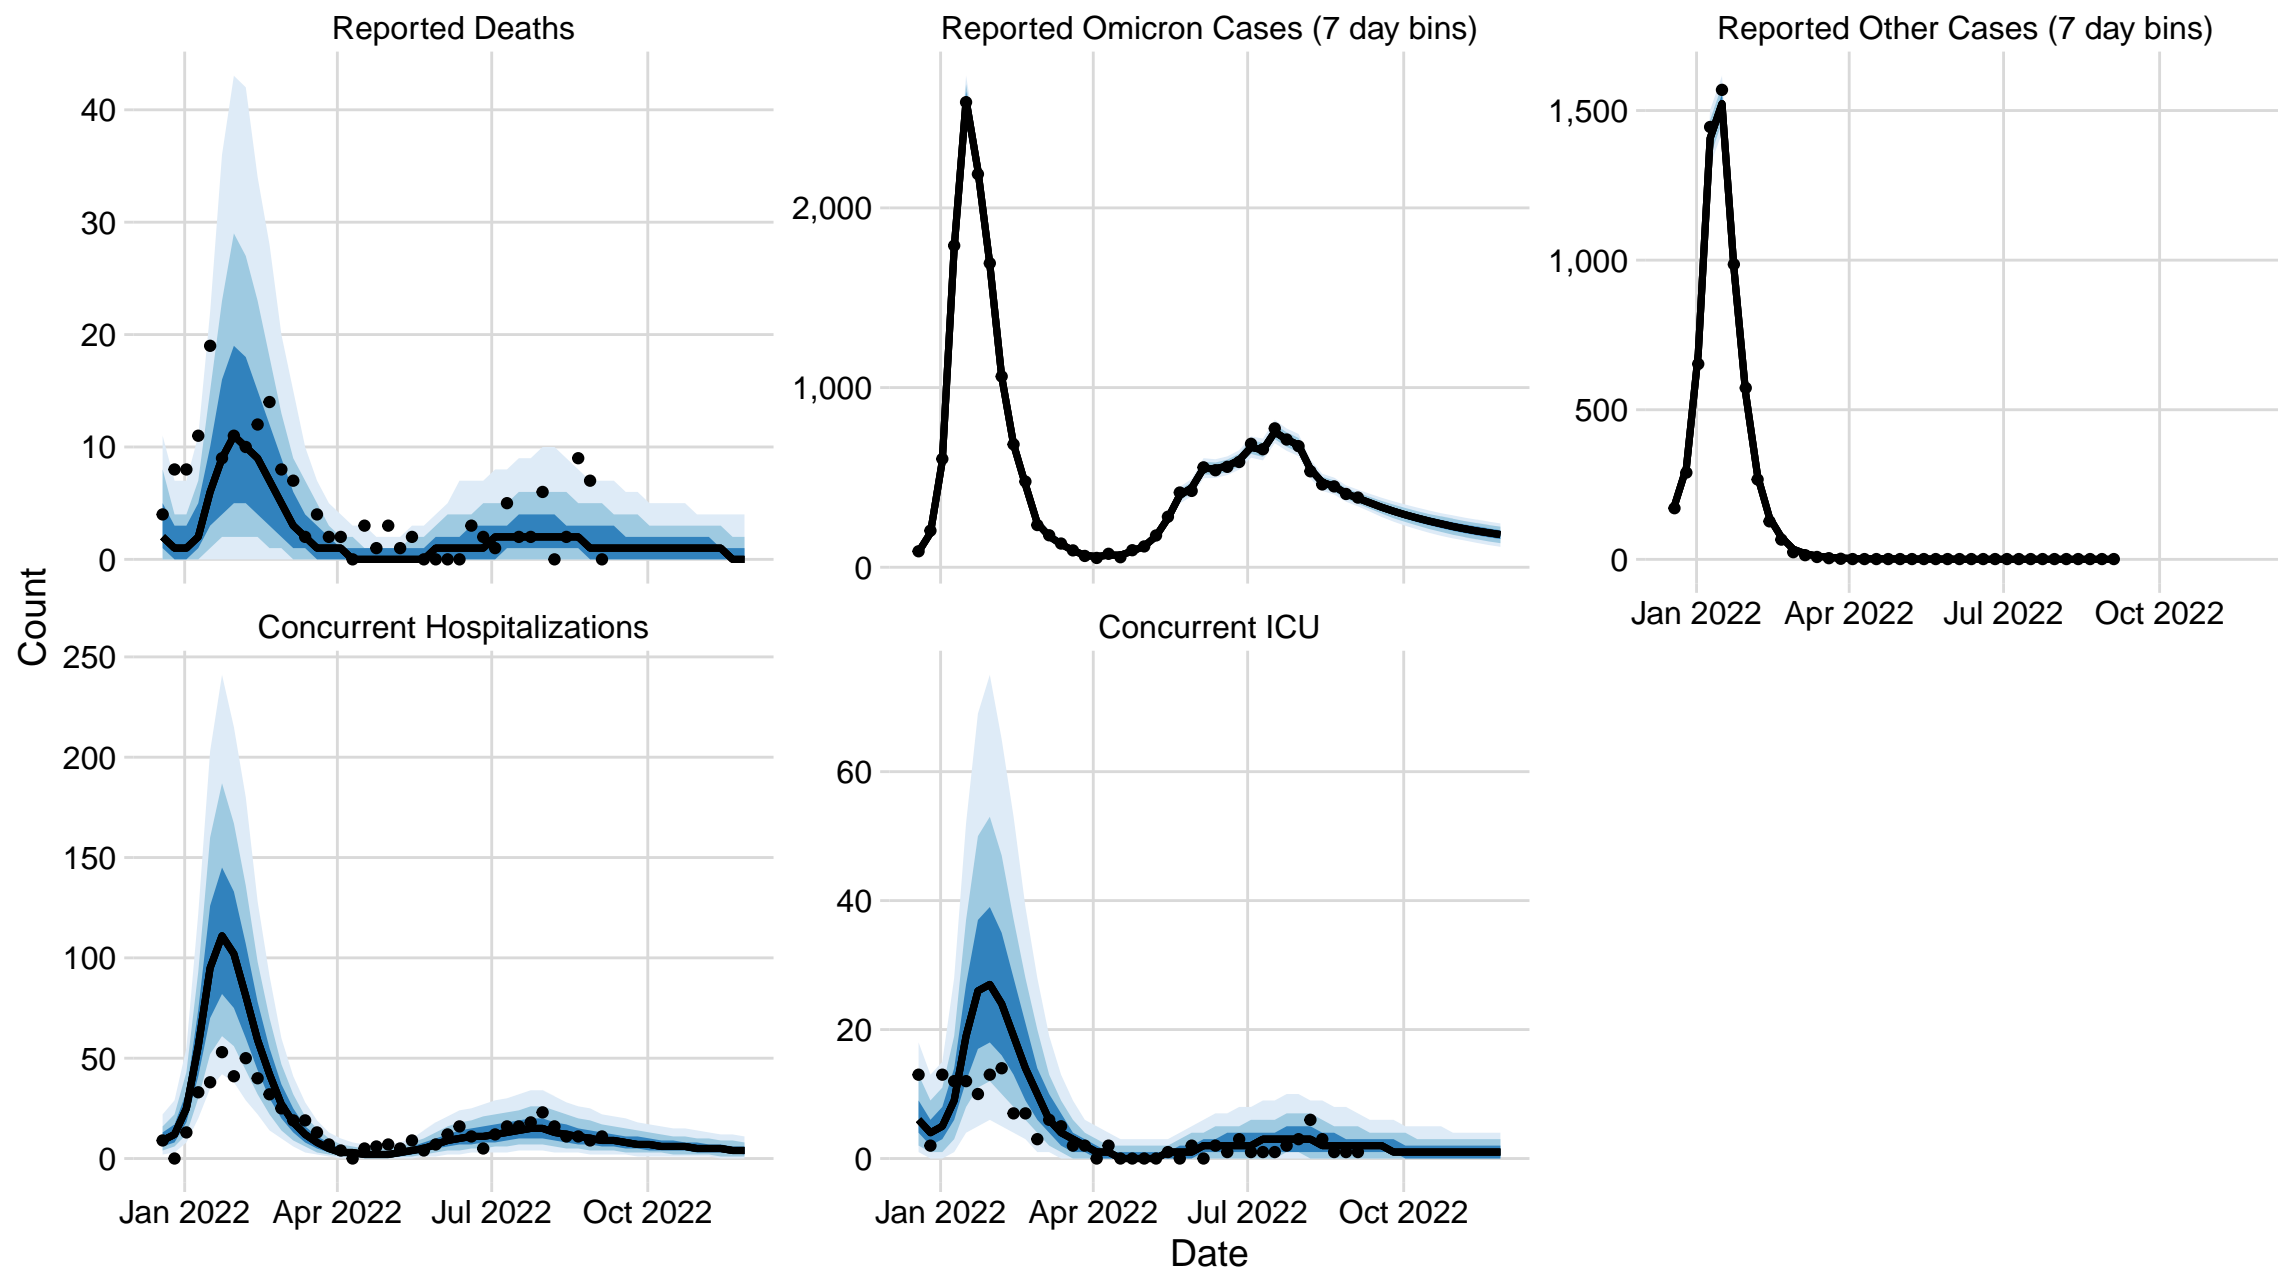 Reported Deaths
Reported Omicron Cases (7 day bins)
Reported Other Cases (7 day bins)
40
30
20
10
0
2,000
1,000
0
1,500
1,000
500
0
Jan 2022 Apr 2022 Jul 2022 Oct 2022
Count
Concurrent Hospitalizations
Concurrent ICU
250
200
150
100
50
0
60
40
20
0
Jan 2022 Apr 2022 Jul 2022 Oct 2022
Jan 2022 Apr 2022 Jul 2022 Oct 2022
Date